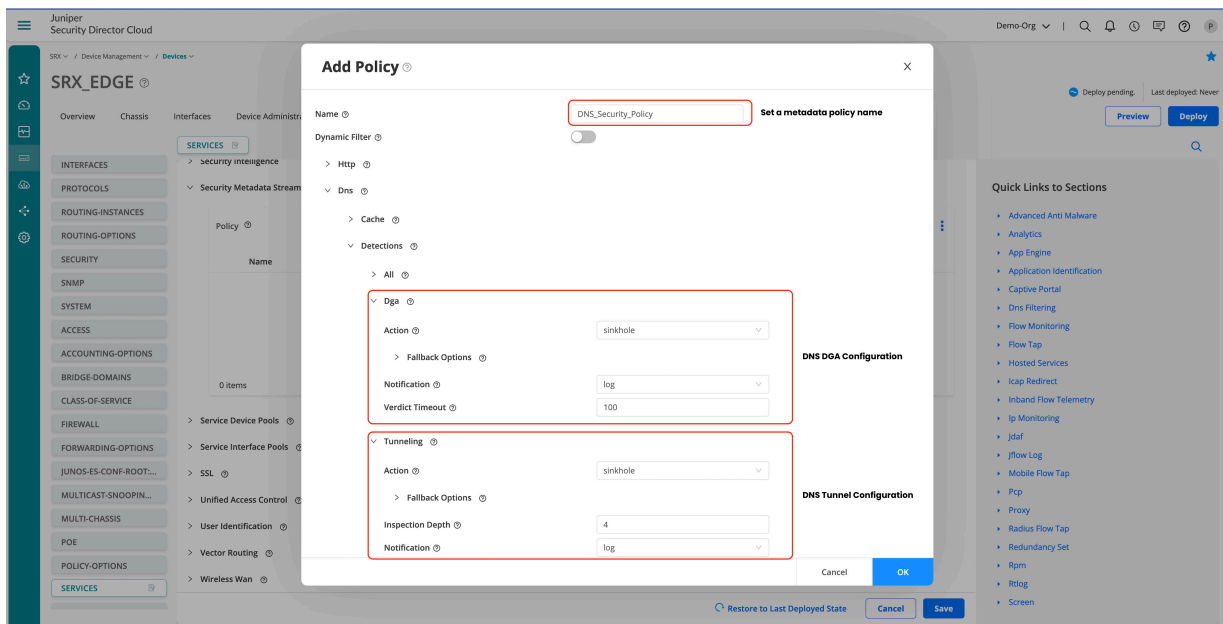 Juniper
Security Director Cloud
Demo-Org
P
SRX / Device Management / Devices
SRX_EDGE
Deploy pending. Last deployed: Never
Overview Chassis Interfaces Device Administra
Preview Deploy
SERVICES
INTERFACES
PROTOCOLS
ROUTING-INSTANCES
ROUTING-OPTIONS
SECURITY
SNMP
SYSTEM
ACCESS
ACCOUNTING-OPTIONS
BRIDGE-DOMAINS
CLASS-OF-SERVICE
FIREWALL
FORWARDING-OPTIONS
JUNOS-ES-CONF-ROOT:...
MULTICAST-SNOOPIN...
MULTI-CHASSIS
POE
POLICY-OPTIONS
SERVICES
Security Intelligence
Security Metadata Stream
Policy
Name
0 items
Service Device Pools
Service Interface Pools
SSL
Unified Access Control
User Identification
Vector Routing
Wireless Wan
Add Policy
Name DNS_Security_Policy Set a metadata policy name
Dynamic Filter
Http
Dns
Cache
Detections
All
Dga
Action sinkhole
Fallback Options
DNS DGA Configuration
Notification log
Verdict Timeout 100
Tunneling
Action sinkhole
Fallback Options
DNS Tunnel Configuration
Inspection Depth 4
Notification log
Cancel OK
Restore to Last Deployed State Cancel Save
Quick Links to Sections
Advanced Anti Malware
Analytics
App Engine
Application Identification
Captive Portal
Dns Filtering
Flow Monitoring
Flow Tap
Hosted Services
Icap Redirect
Inband Flow Telemetry
Ip Monitoring
Jdaf
Jflow Log
Mobile Flow Tap
Pcp
Proxy
Radius Flow Tap
Redundancy Set
Rpm
Rtlog
Screen